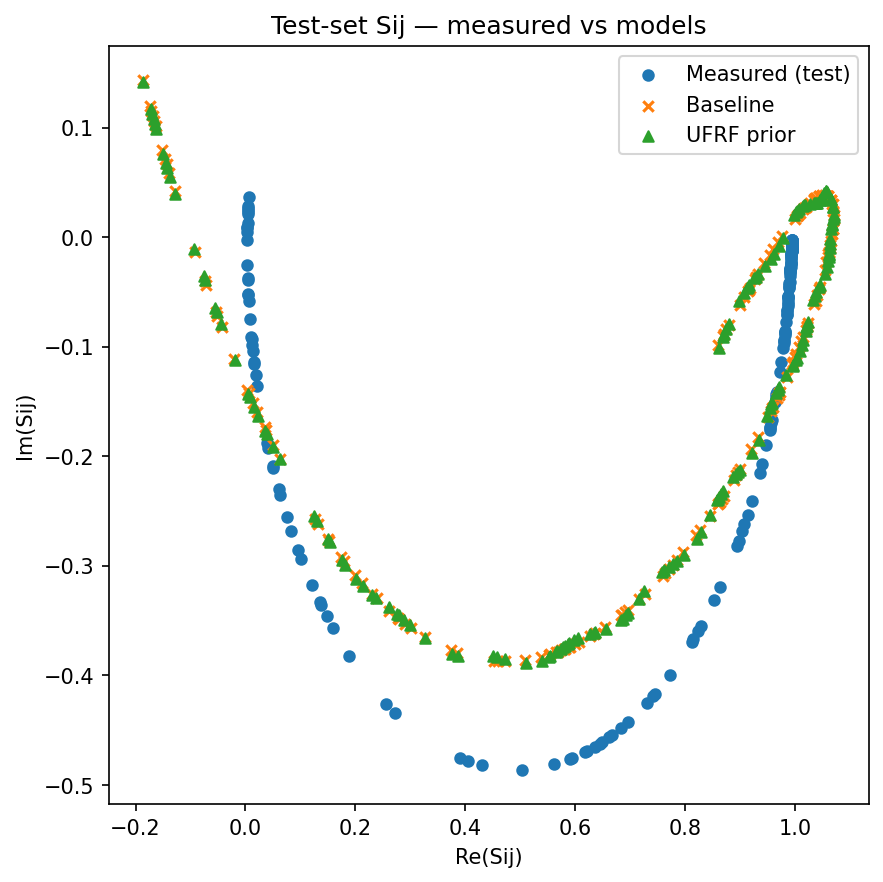 Test-set Sij — measured vs models
Measured (test)
Baseline
UFRF prior
Im(Sij)
0.1
0.0
−0.1
−0.2
−0.3
−0.4
−0.5
−0.2
0.0
0.2
0.4
0.6
0.8
1.0
Re(Sij)